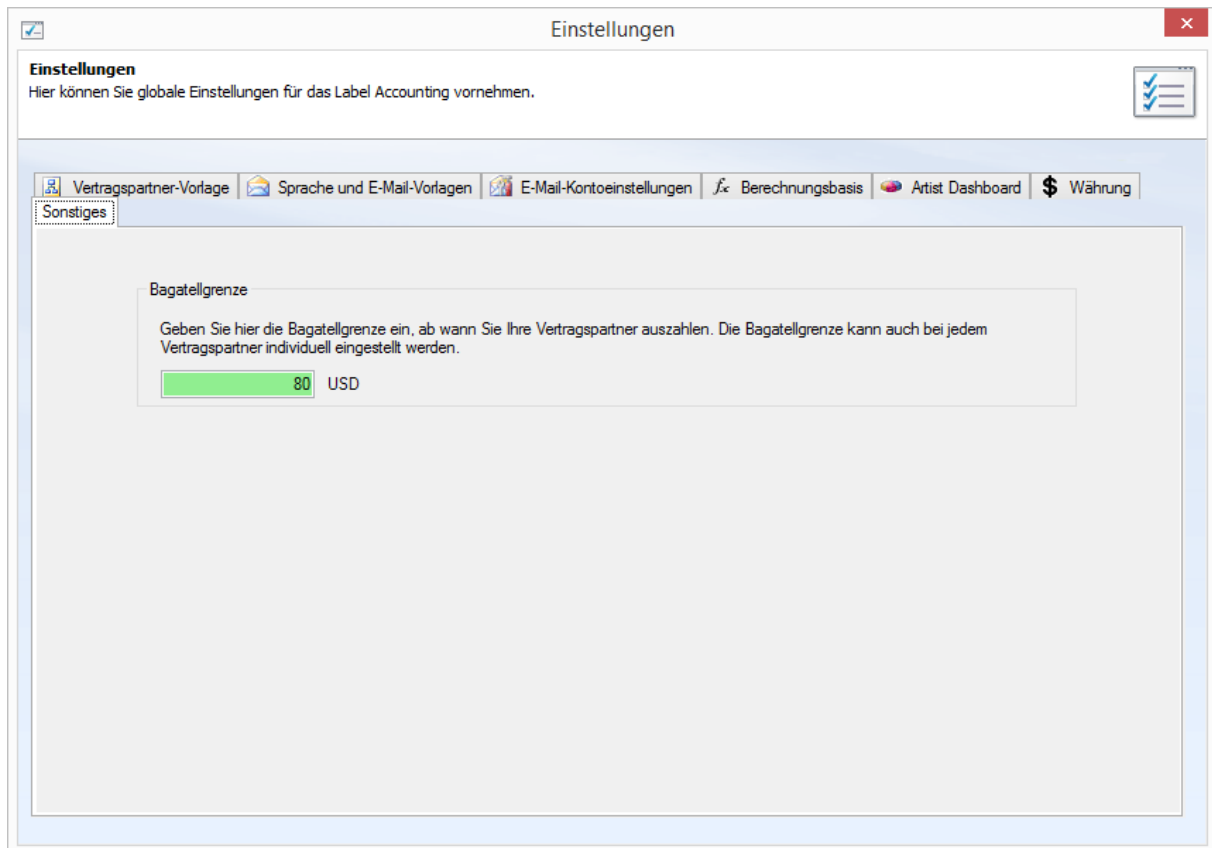 Einstellungen
Einstellungen
Hier können Sie globale Einstellungen für das Label Accounting vornehmen.
Vertragspartner-Vorlage Sprache und E-Mail-Vorlagen E-Mail-Kontoeinstellungen Berechnungsbasis Artist Dashboard $ Währung
Sonstiges
Bagatellgrenze
Geben Sie hier die Bagatellgrenze ein, ab wann Sie Ihre Vertragspartner auszahlen. Die Bagatellgrenze kann auch bei jedem
Vertragspartner individuell eingestellt werden.
80 USD